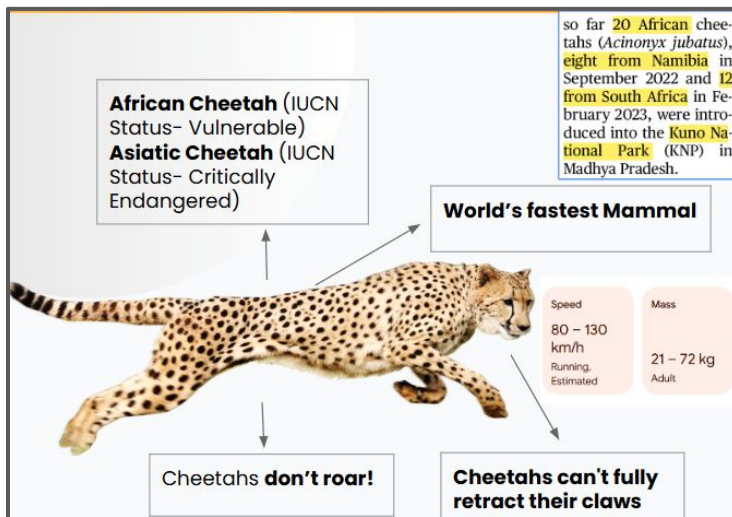 so far 20 African chee-
tahs (Acinonyx jubatus),
eight from Namibia in
September 2022 and 12
from South Africa in Fe-
bruary 2023, were intro-
duced into the Kuno Na-
tional Park (KNP) in
Madhya Pradesh.
African Cheetah (IUCN
Status- Vulnerable)
Asiatic Cheetah (IUCN
Status- Critically
Endangered)
World's fastest Mammal
Speed
80 – 130
km/h
Running,
Estimated
Mass
21 – 72 kg
Adult
Cheetahs don't roar!
Cheetahs can't fully
retract their claws